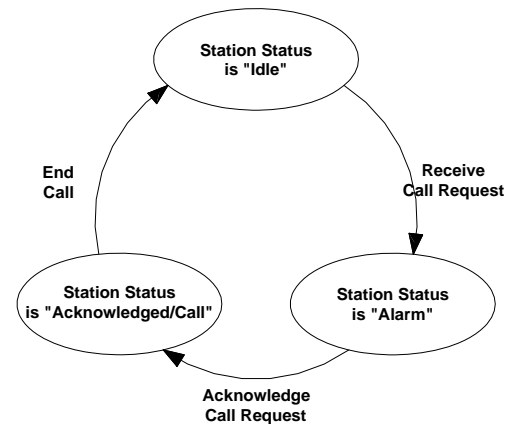 Station Status
is "Idle"
End
Call
Receive
Call Request
Station Status
is "Acknowledged/Call"
Station Status
is "Alarm"
Acknowledge
Call Request